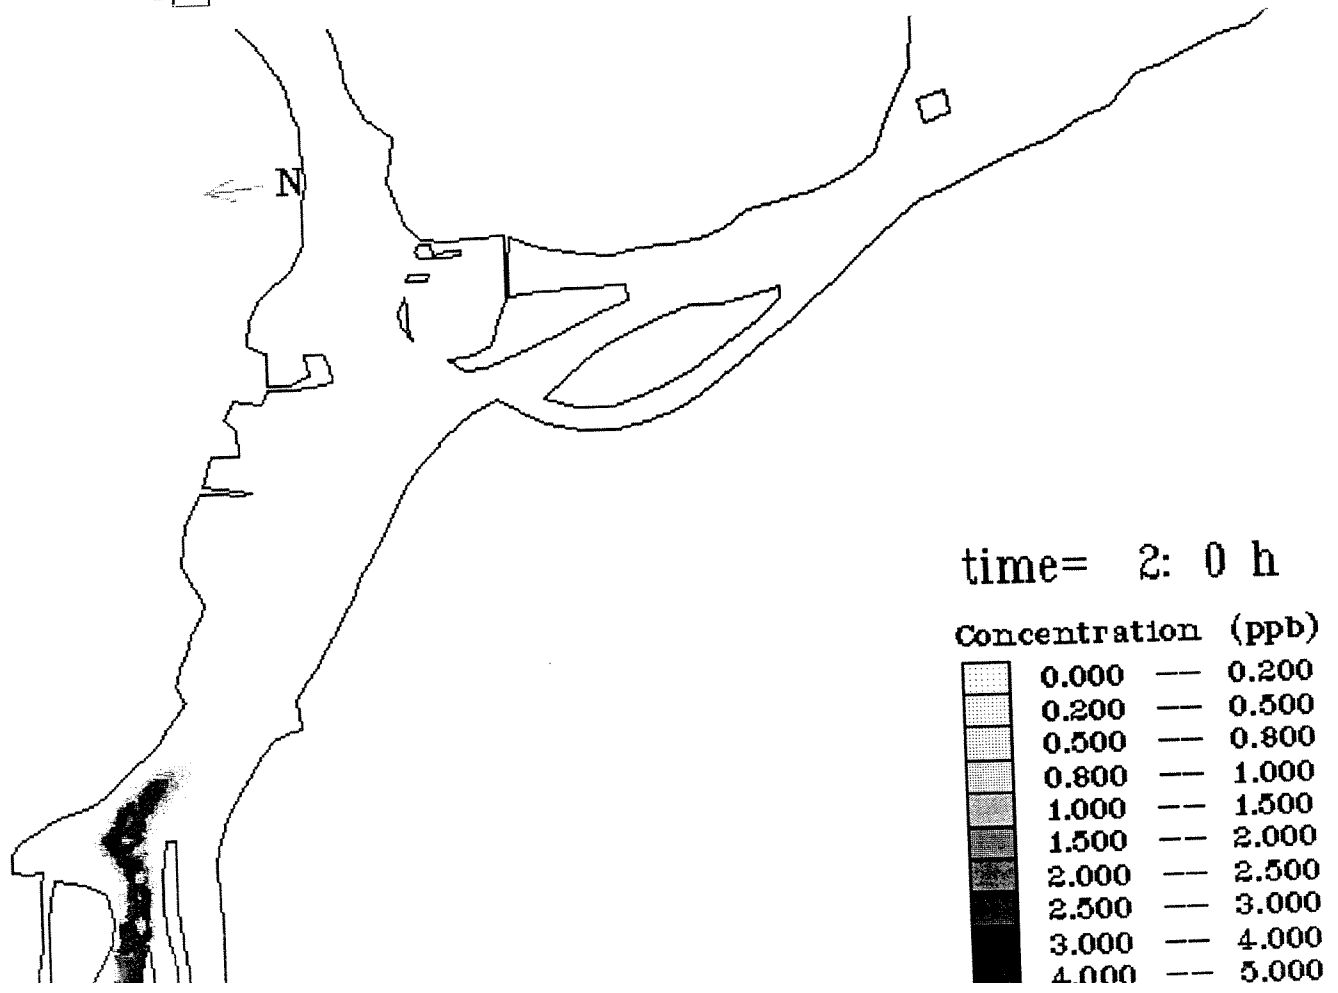 N
time= 2: 0 h
Concentration (ppb)
0.000 -- 0.200
0.200 -- 0.500
0.500 -- 0.800
0.800 -- 1.000
1.000 -- 1.500
1.500 -- 2.000
2.000 -- 2.500
2.500 -- 3.000
3.000 -- 4.000
4.000 -- 5.000